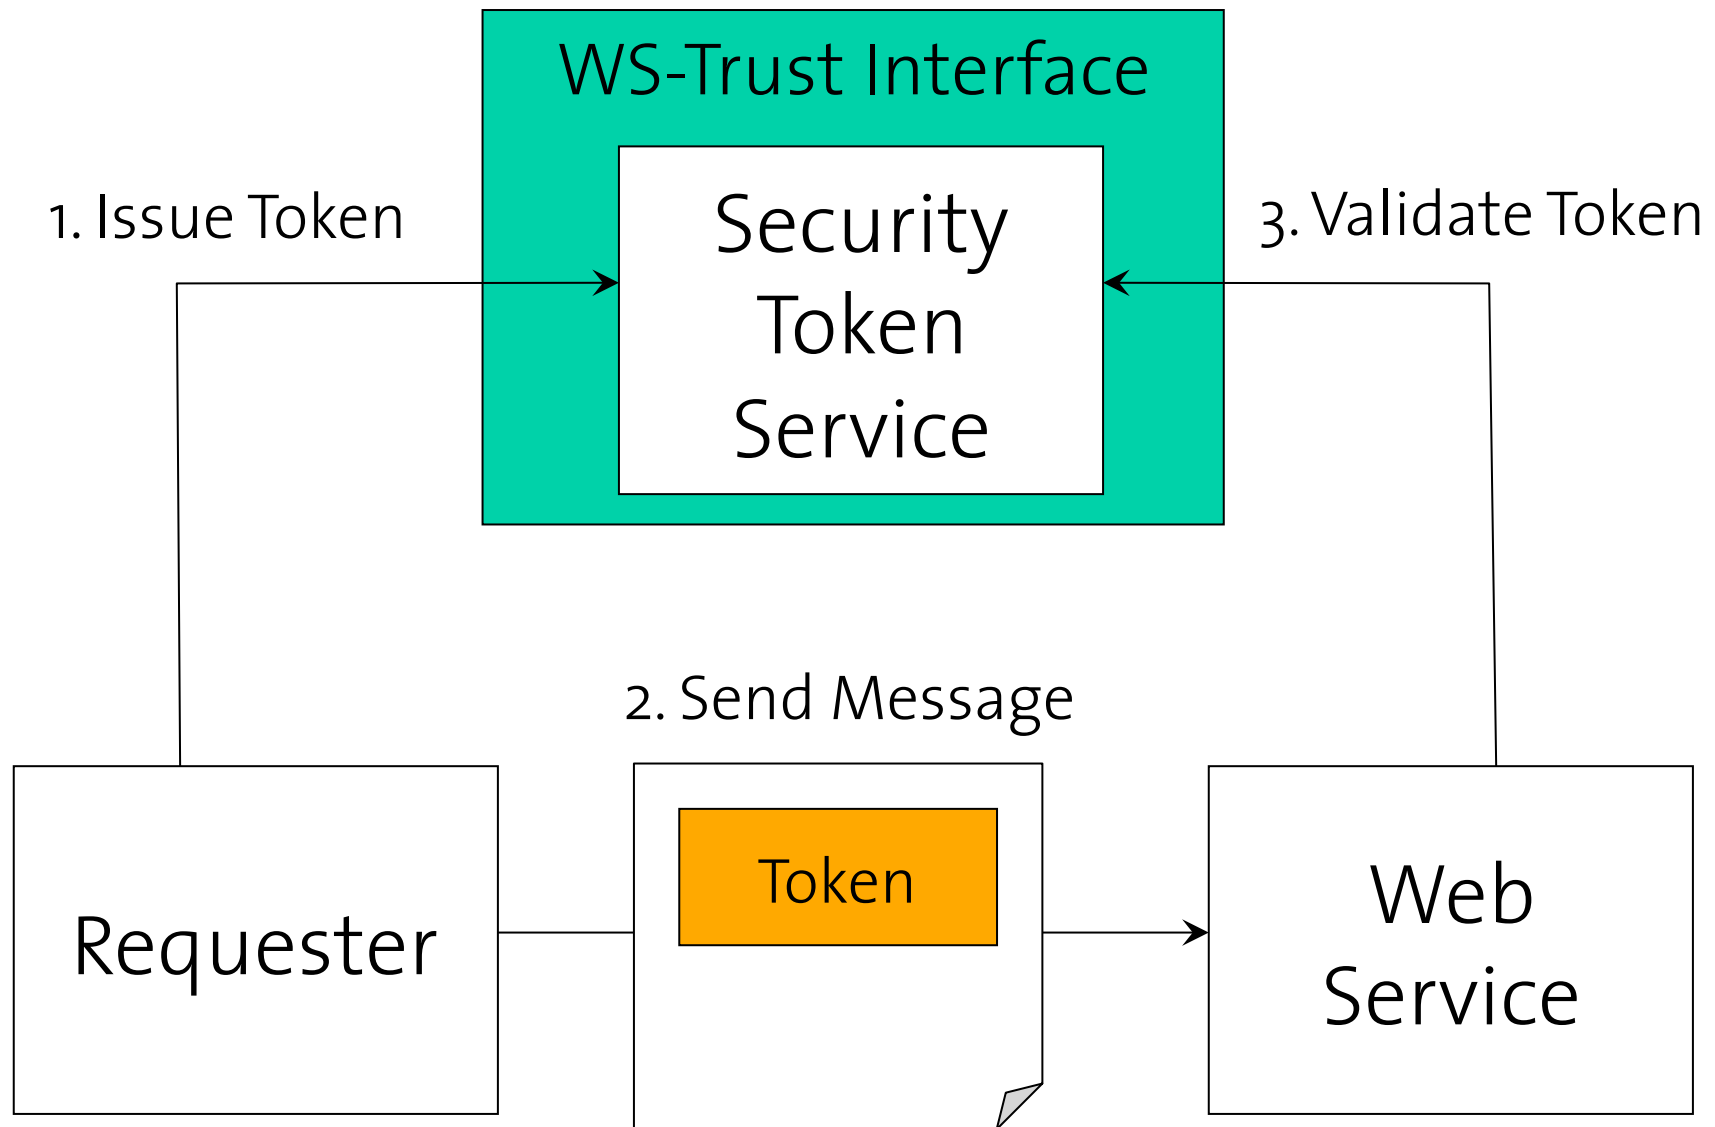 WS-Trust Interface
1. Issue Token
Security
Token
Service
3. Validate Token
2. Send Message
Requester
Token
Web
Service